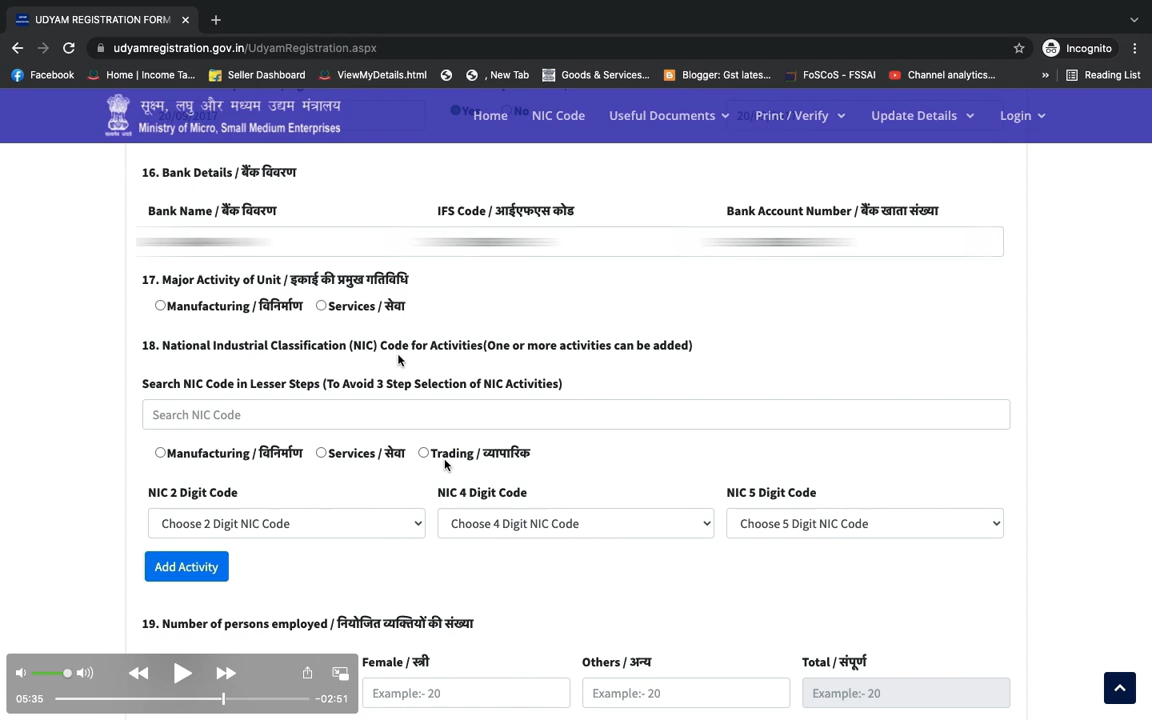 UDYAM REGISTRATION FORM
udyamregistration.gov.in/UdyamRegistration.aspx
Incognito
Facebook
Home | Income Ta...
Seller Dashboard
ViewMyDetails.html
, New Tab
Goods & Services...
Blogger: Gst lates...
FoSCoS - FSSAI
Channel analytics...
Reading List
सूक्ष्म, लघु और मध्यम उद्यम मंत्रालय
Ministry of Micro, Small Medium Enterprises
Home
NIC Code
Useful Documents
Print / Verify
Update Details
Login
No
16. Bank Details / बैंक विवरण
Bank Name / बैंक विवरण
IFS Code / आईएफएस कोड
Bank Account Number / बैंक खाता संख्या
17. Major Activity of Unit / इकाई की प्रमुख गतिविधि
Manufacturing / विनिर्माण
Services / सेवा
18. National Industrial Classification (NIC) Code for Activities(One or more activities can be added)
Search NIC Code in Lesser Steps (To Avoid 3 Step Selection of NIC Activities)
Search NIC Code
Manufacturing / विनिर्माण
Services / सेवा
Trading / व्यापारिक
NIC 2 Digit Code
NIC 4 Digit Code
NIC 5 Digit Code
Choose 2 Digit NIC Code
Choose 4 Digit NIC Code
Choose 5 Digit NIC Code
Add Activity
19. Number of persons employed / नियोजित व्यक्तियों की संख्या
Female / स्त्री
Others / अन्य
Total / संपूर्ण
Example:- 20
Example:- 20
Example:- 20
05:35
-02:51